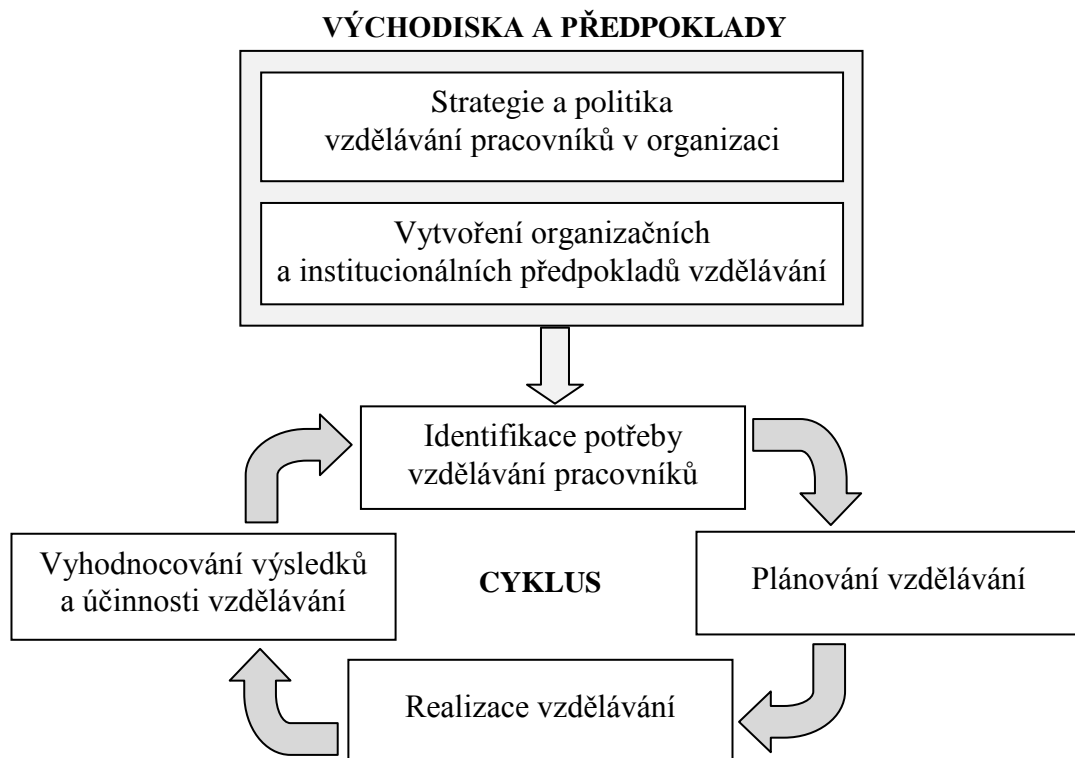 VÝCHODISKA A PŘEDPOKLADY
Strategie a politika
vzdělávání pracovníků v organizaci
Vytvoření organizačních
a institucionálních předpokladů vzdělávání
Identifikace potřeby
vzdělávání pracovníků
Vyhodnocování výsledků
a účinnosti vzdělávání
CYKLUS
Plánování vzdělávání
Realizace vzdělávání